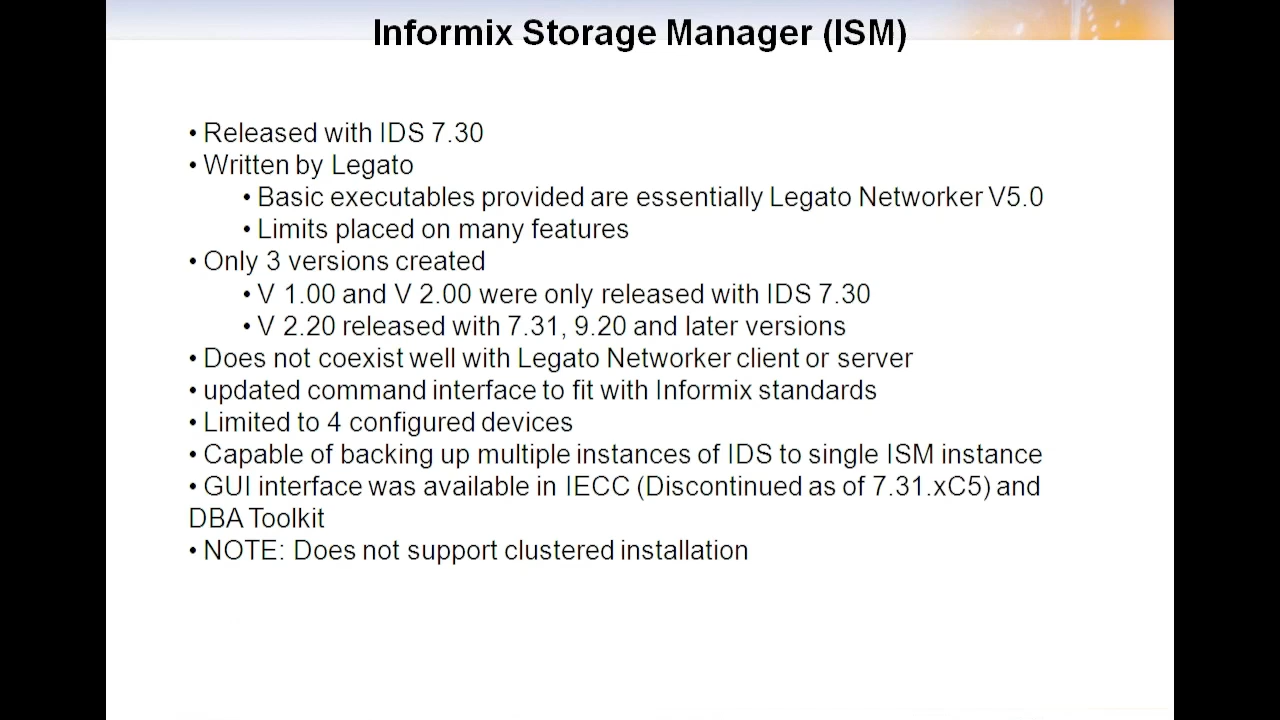 Informix Storage Manager (ISM)
• Released with IDS 7.30
• Written by Legato
• Basic executables provided are essentially Legato Networker V5.0
• Limits placed on many features
• Only 3 versions created
• V 1.00 and V 2.00 were only released with IDS 7.30
• V 2.20 released with 7.31, 9.20 and later versions
• Does not coexist well with Legato Networker client or server
• updated command interface to fit with Informix standards
• Limited to 4 configured devices
• Capable of backing up multiple instances of IDS to single ISM instance
• GUI interface was available in IECC (Discontinued as of 7.31.xC5) and
DBA Toolkit
• NOTE: Does not support clustered installation